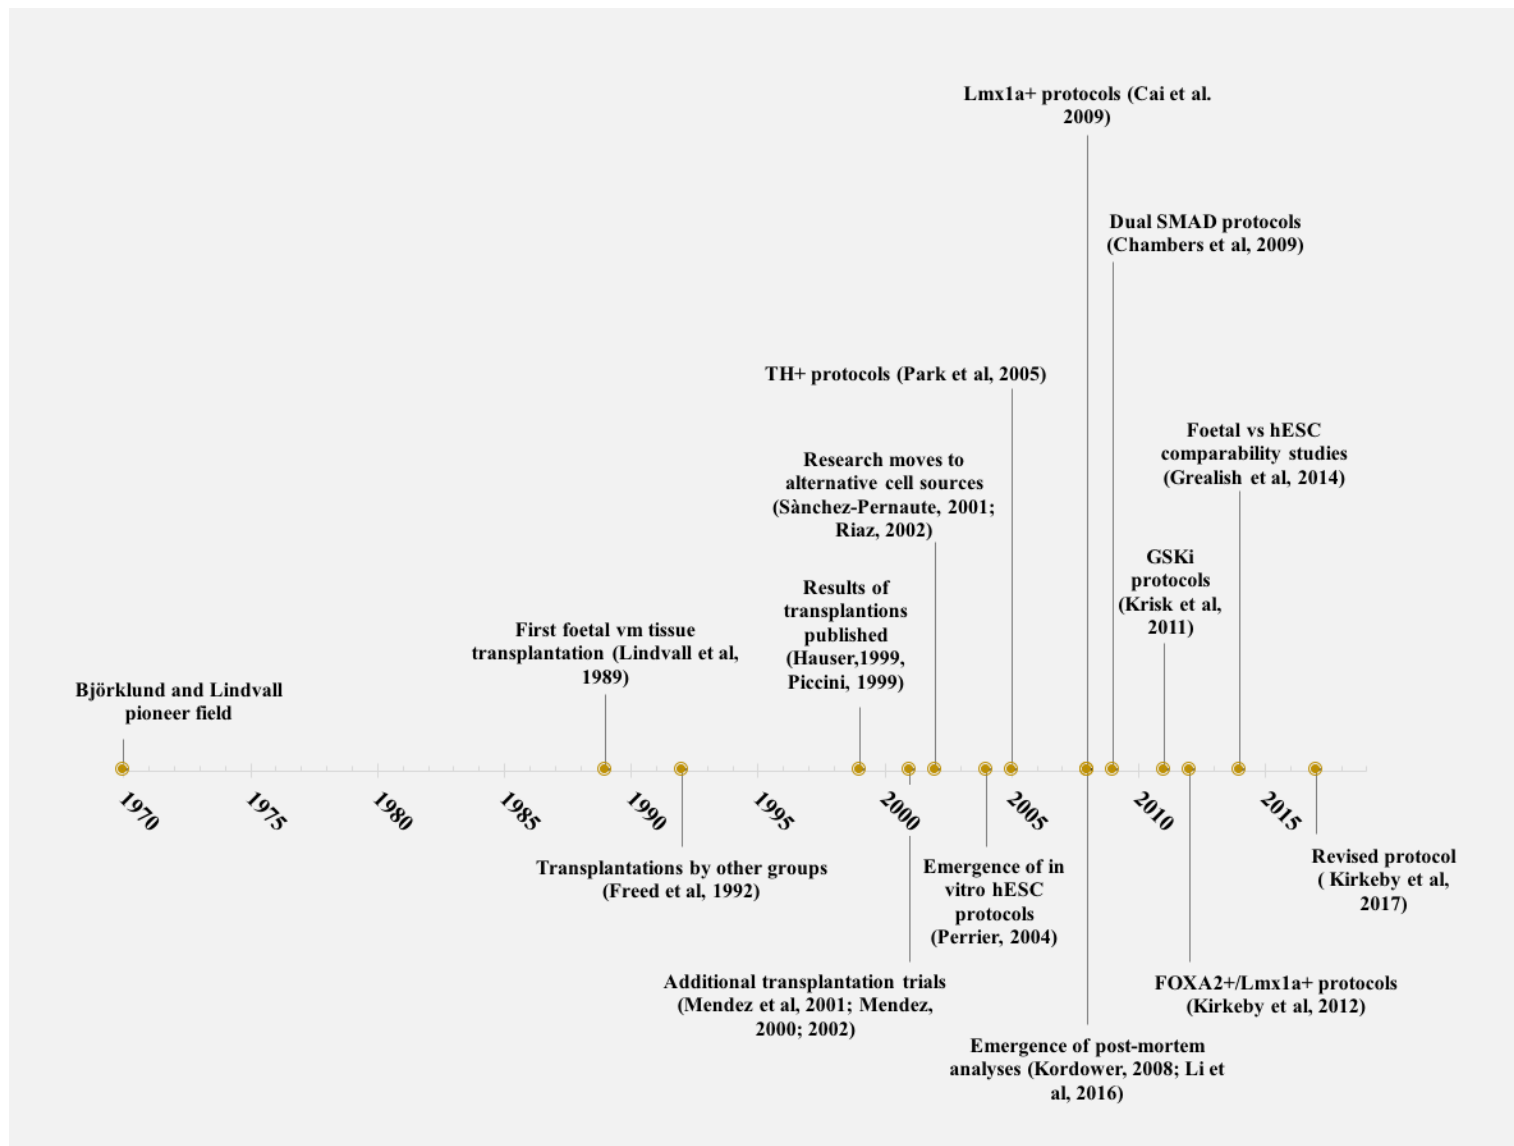 Lmx1a+ protocols (Cai et al.
2009)
Dual SMAD protocols
(Chambers et al, 2009)
TH+ protocols (Park et al, 2005)
Foetal vs hESC
comparability studies
(Grealish et al, 2014)
Research moves to
alternative cell sources
(Sànchez-Pernaute, 2001;
Riaz, 2002)
GSKi
protocols
(Krisk et al,
2011)
Results of
transplantions
published
(Hauser,1999,
Piccini, 1999)
First foetal vm tissue
transplantation (Lindvall et al,
1989)
Björklund and Lindvall
pioneer field
1970
1975
1980
1985
1990
1995
2000
2005
2010
2015
Transplantations by other groups
(Freed et al, 1992)
Emergence of in
vitro hESC
protocols
(Perrier, 2004)
Revised protocol
( Kirkeby et al,
2017)
Additional transplantation trials
(Mendez et al, 2001; Mendez,
2000; 2002)
FOXA2+/Lmx1a+ protocols
(Kirkeby et al, 2012)
Emergence of post-mortem
analyses (Kordower, 2008; Li et
al, 2016)